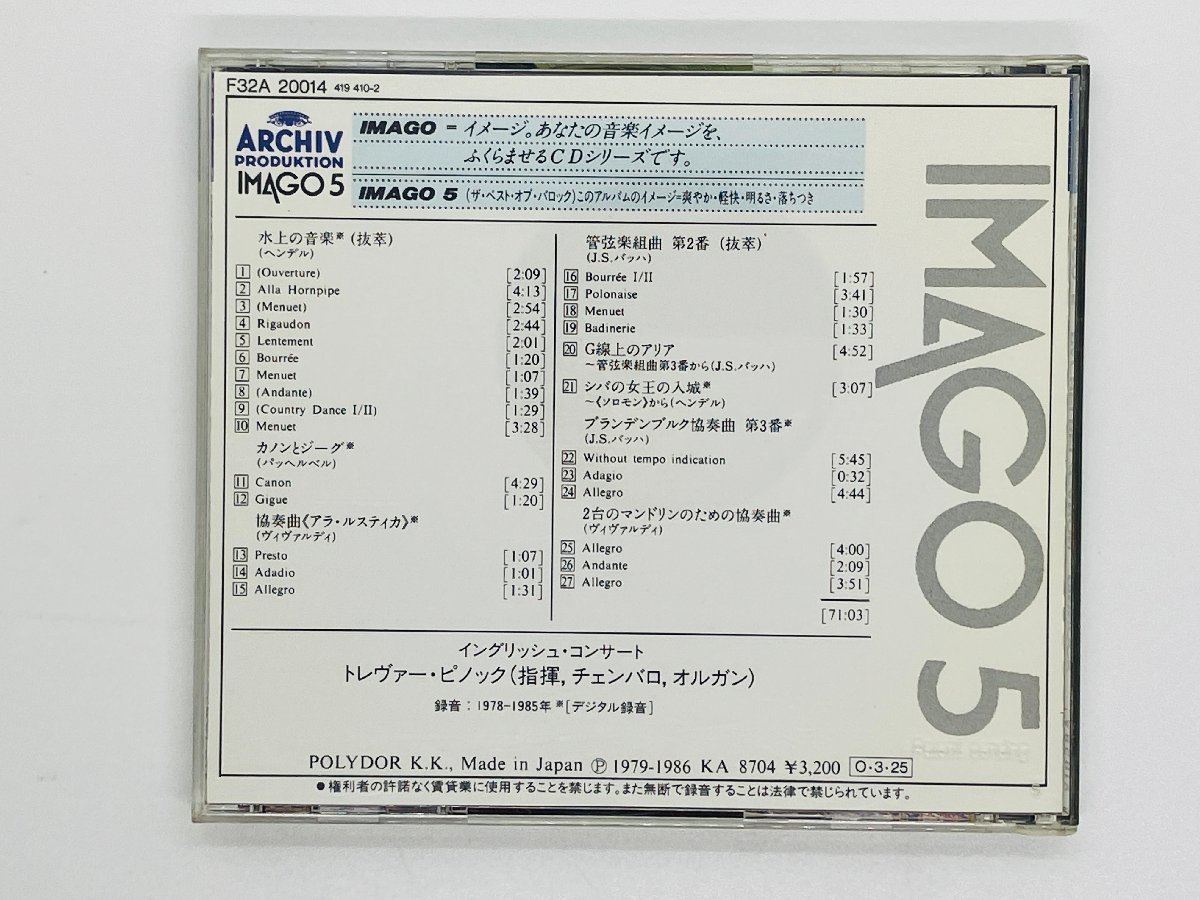 F32A 20014 419 410-2
ARCHIV
PRODUKTION
IMAGO 5
IMAGO = イメージ。あなたの音楽イメージを、
ふくらませるCDシリーズです。
IMAGO 5 (ザ・ベスト・オブ・バロック)このアルバムのイメージ=爽やか・軽快・明るさ・落ちつき
水上の音楽※ (抜萃)
(ヘンデル)
1 (Ouverture) [2:09]
2 Alla Hornpipe [4:13]
3 (Menuet) [2:54]
4 Rigaudon [2:44]
5 Lentement [2:01]
6 Bourrée [1:20]
7 Menuet [1:07]
8 (Andante) [1:39]
9 (Country Dance I/II) [1:29]
10 Menuet [3:28]
カノンとジーグ※
(パッヘルベル)
11 Canon [4:29]
12 Gigue [1:20]
協奏曲《アラ・ルスティカ》※
(ヴィヴァルディ)
13 Presto [1:07]
14 Adadio [1:01]
15 Allegro [1:31]
管弦楽組曲 第2番 (抜萃)
(J.S.バッハ)
16 Bourrée I/II [1:57]
17 Polonaise [3:41]
18 Menuet [1:30]
19 Badinerie [1:33]
20 G線上のアリア [4:52]
~管弦楽組曲第3番から(J.S.バッハ)
21 シバの女王の入城※ [3:07]
~《ソロモン》から(ヘンデル)
ブランデンブルク協奏曲 第3番※
(J.S.バッハ)
22 Without tempo indication [5:45]
23 Adagio [0:32]
24 Allegro [4:44]
2台のマンドリンのための協奏曲※
(ヴィヴァルディ)
25 Allegro [4:00]
26 Andante [2:09]
27 Allegro [3:51]
[71:03]
イングリッシュ・コンサート
トレヴァー・ピノック(指揮, チェンバロ, オルガン)
録音:1978-1985年 ※[デジタル録音]
POLYDOR K.K., Made in Japan Ⓟ 1979-1986 KA 8704 ¥3,200 O・3・25
●権利者の許諾なく賃貸業に使用することを禁じます。また無断で録音することは法律で禁じられています。
IMAGO 5